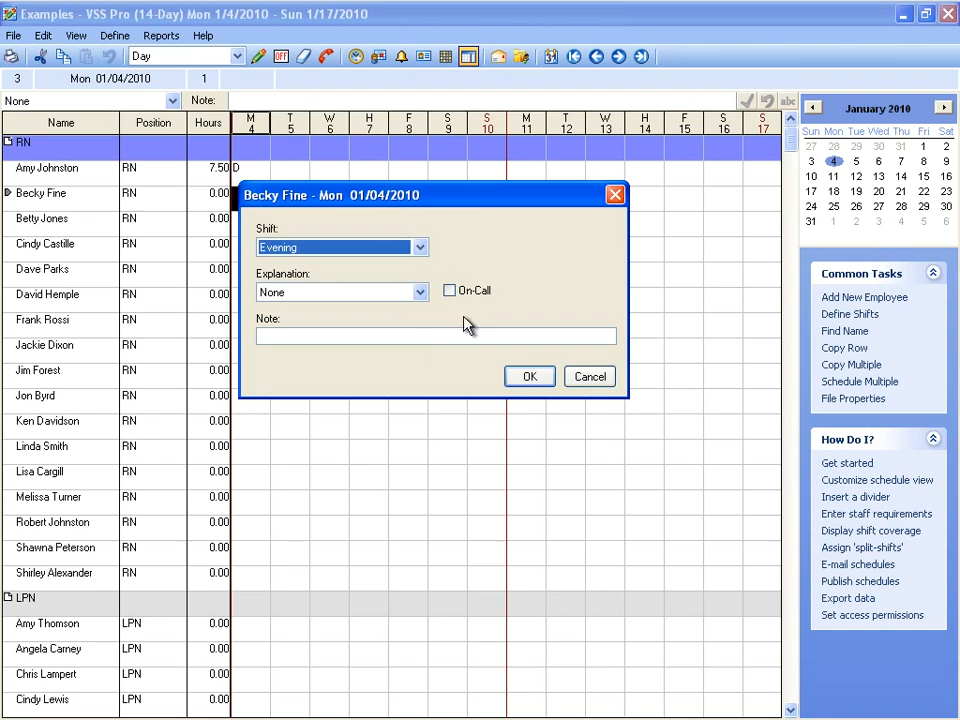 Examples - VSS Pro (14-Day) Mon 1/4/2010 - Sun 1/17/2010
File Edit View Define Reports Help
Day OFF
3 Mon 01/04/2010 1
None Note: abc
Name Position Hours M 4 T 5 W 6 H 7 F 8 S 9 S 10 M 11 T 12 W 13 H 14 F 15 S 16 S 17
RN
Amy Johnston RN 7.50 D
Becky Fine RN 0.00
Betty Jones RN 0.00
Cindy Castille RN 0.00
Dave Parks RN 0.00
David Hemple RN 0.00
Frank Rossi RN 0.00
Jackie Dixon RN 0.00
Jim Forest RN 0.00
Jon Byrd RN 0.00
Ken Davidson RN 0.00
Linda Smith RN 0.00
Lisa Cargill RN 0.00
Melissa Turner RN 0.00
Robert Johnston RN 0.00
Shawna Peterson RN 0.00
Shirley Alexander RN 0.00
LPN
Amy Thomson LPN 0.00
Angela Carney LPN 0.00
Chris Lampert LPN 0.00
Cindy Lewis LPN 0.00
Becky Fine - Mon 01/04/2010
Shift:
Evening
Explanation:
None On-Call
Note:
OK Cancel
January 2010
Sun Mon Tue Wed Thu Fri Sat
27 28 29 30 31 1 2
3 4 5 6 7 8 9
10 11 12 13 14 15 16
17 18 19 20 21 22 23
24 25 26 27 28 29 30
31 1 2 3 4 5 6
Common Tasks
Add New Employee
Define Shifts
Find Name
Copy Row
Copy Multiple
Schedule Multiple
File Properties
How Do I?
Get started
Customize schedule view
Insert a divider
Enter staff requirements
Display shift coverage
Assign 'split-shifts'
E-mail schedules
Publish schedules
Export data
Set access permissions